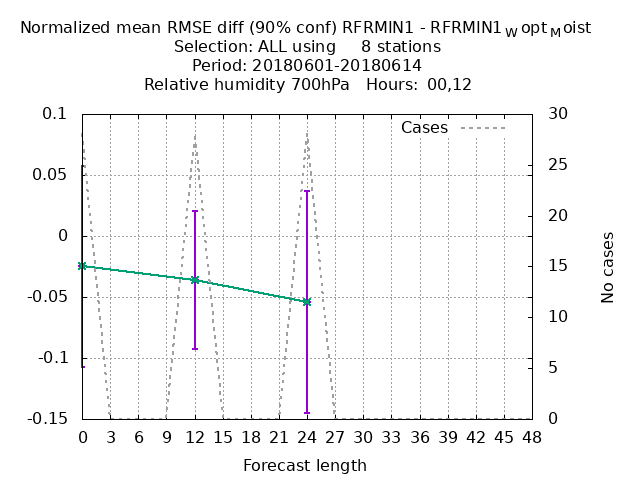 Normalized mean RMSE diff (90% conf) RFRMIN1 - RFRMIN1WoptMoist
Selection: ALL using 8 stations
Period: 20180601-20180614
Relative humidity 700hPa Hours: 00,12
Cases
0.1
0.05
0
-0.05
-0.1
-0.15
30
25
20
15
10
5
0
No cases
0 3 6 9 12 15 18 21 24 27 30 33 36 39 42 45 48
Forecast length